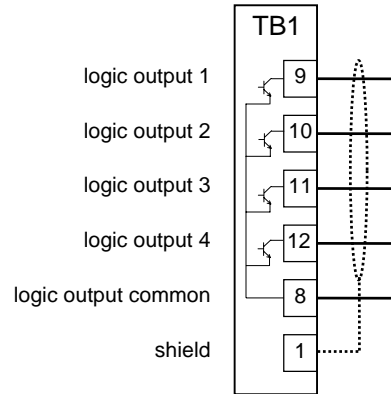 TB1
logic output 1 9
logic output 2 10
logic output 3 11
logic output 4 12
logic output common 8
shield 1